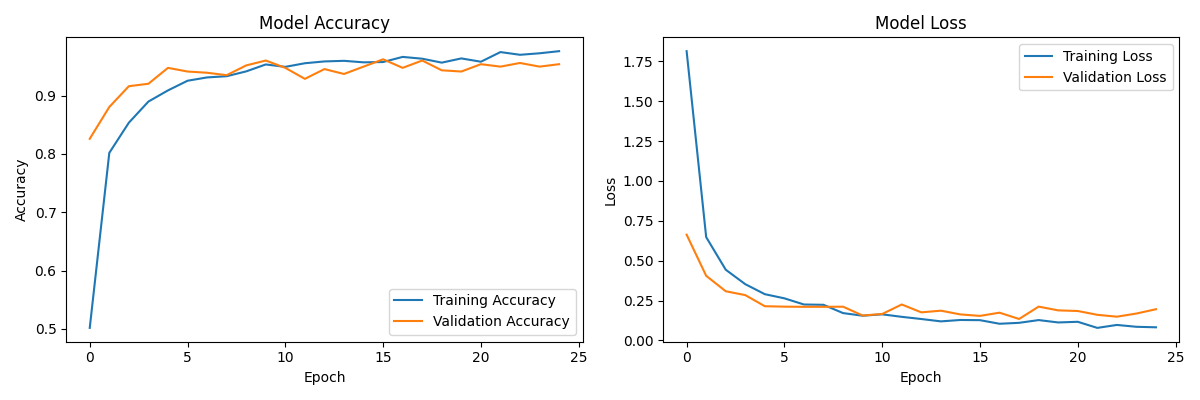 Model Accuracy
Accuracy
0.9
0.8
0.7
0.6
0.5
0 5 10 15 20 25
Epoch
Training Accuracy
Validation Accuracy
Model Loss
Loss
1.75
1.50
1.25
1.00
0.75
0.50
0.25
0.00
0 5 10 15 20 25
Epoch
Training Loss
Validation Loss